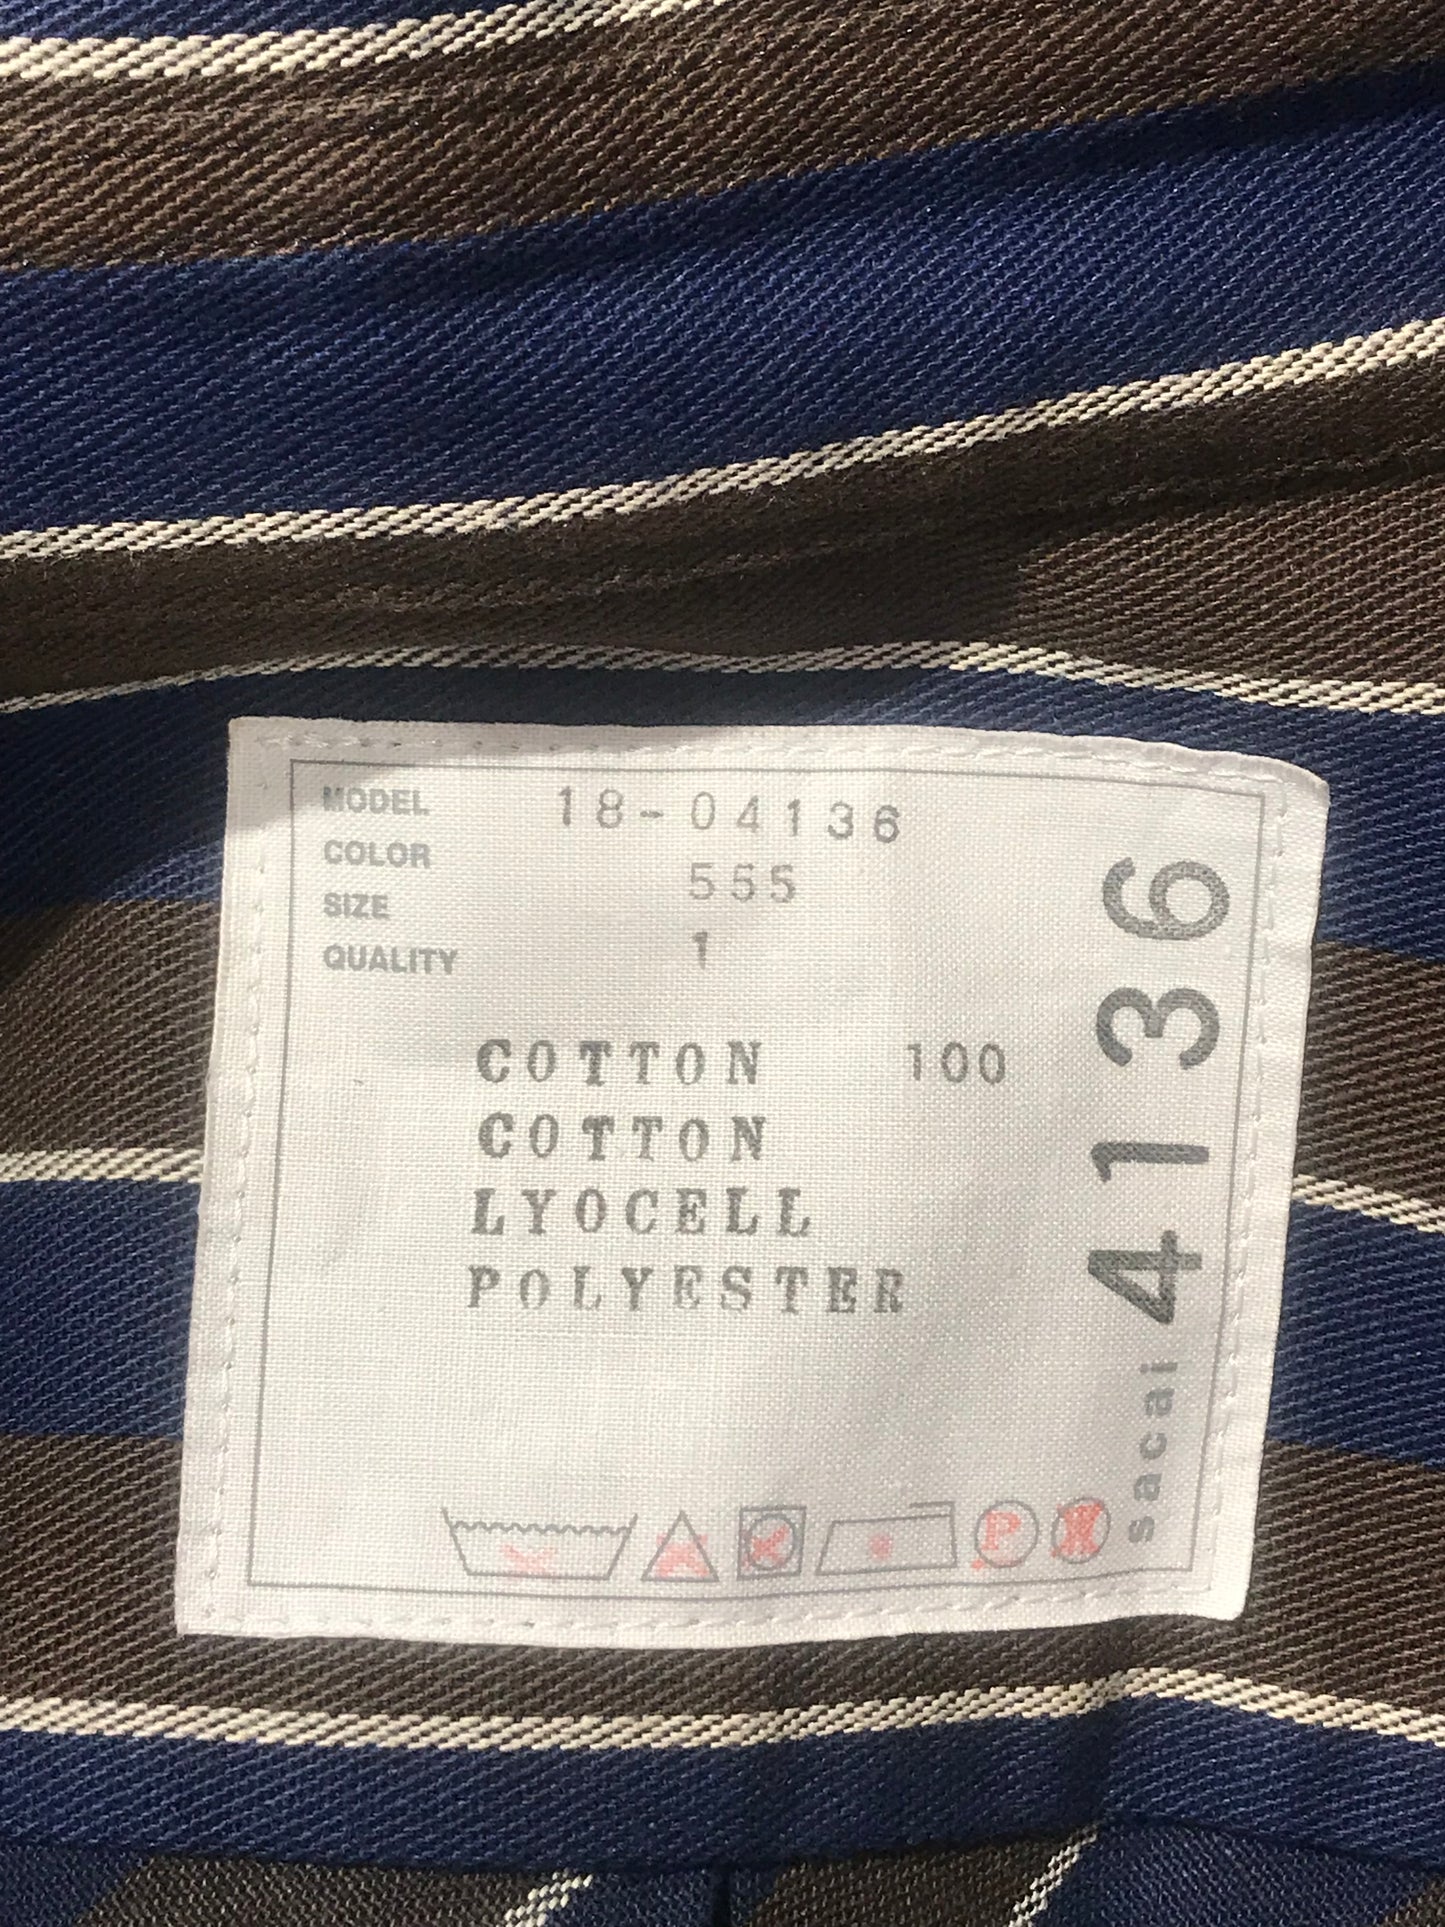 MODEL 18-04136
COLOR 555
SIZE 1
QUALITY
COTTON 100
COTTON
LYOCELL
POLYESTER
P
sacai 4136